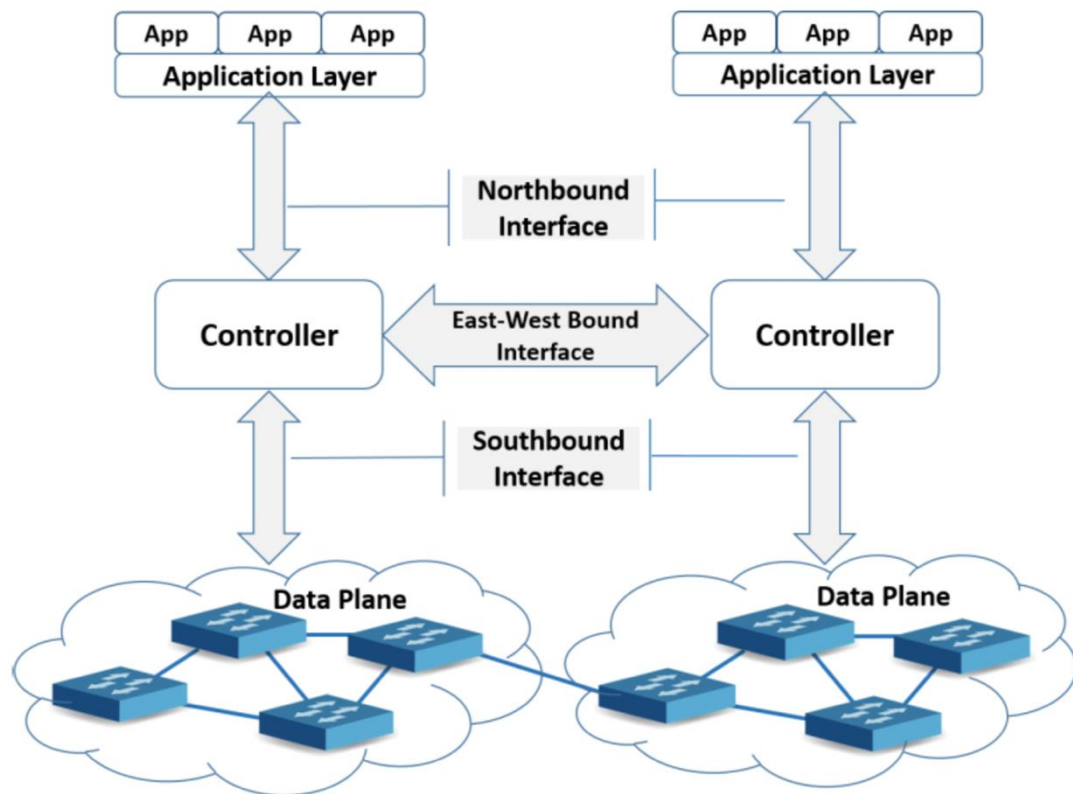 App App App
Application Layer
App App App
Application Layer
Northbound
Interface
Controller
East-West Bound
Interface
Controller
Southbound
Interface
Data Plane
Data Plane